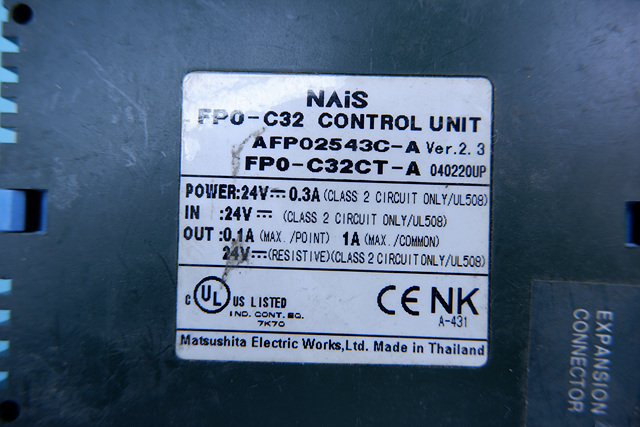 NAiS
FP0-C32 CONTROL UNIT
AFP02543C-A Ver.2.3
FP0-C32CT-A 040220UP
POWER:24V⎓0.3A(CLASS 2 CIRCUIT ONLY/UL508)
IN :24V⎓ (CLASS 2 CIRCUIT ONLY/UL508)
OUT :0.1A(MAX./POINT) 1A(MAX./COMMON)
24V⎓(RESISTIVE)(CLASS 2 CIRCUIT ONLY/UL508)
C UL US LISTED
IND. CONT. EQ.
7K70
CE NK
A-431
Matsushita Electric Works,Ltd. Made in Thailand
EXPANSION
CONNECTOR